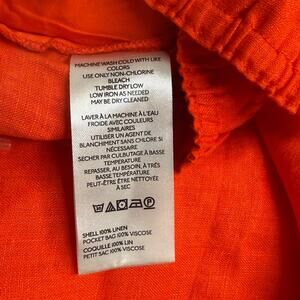 MACHINE WASH COLD WITH LIKE
COLORS
USE ONLY NON-CHLORINE
BLEACH
TUMBLE DRY LOW
LOW IRON AS NEEDED
MAY BE DRY CLEANED
LAVER À LA MACHINE À L'EAU
FROIDE AVEC COULEURS
SIMILAIRES
UTILISER UN AGENT DE
BLANCHIMENT SANS CHLORE SI
NÉCESSAIRE
SECHER PAR CULBUTAGE À BASSE
TEMPÉRATURE
REPASSER, AU BESOIN, À TRÈS
BASSE TEMPÉRATURE
PEUT-ÊTRE ÊTRE NETTOYÉE
À SEC
SHELL 100% LINEN
POCKET BAG 100% VISCOSE
COQUILLE 100% LIN
PETIT SAC 100% VISCOSE